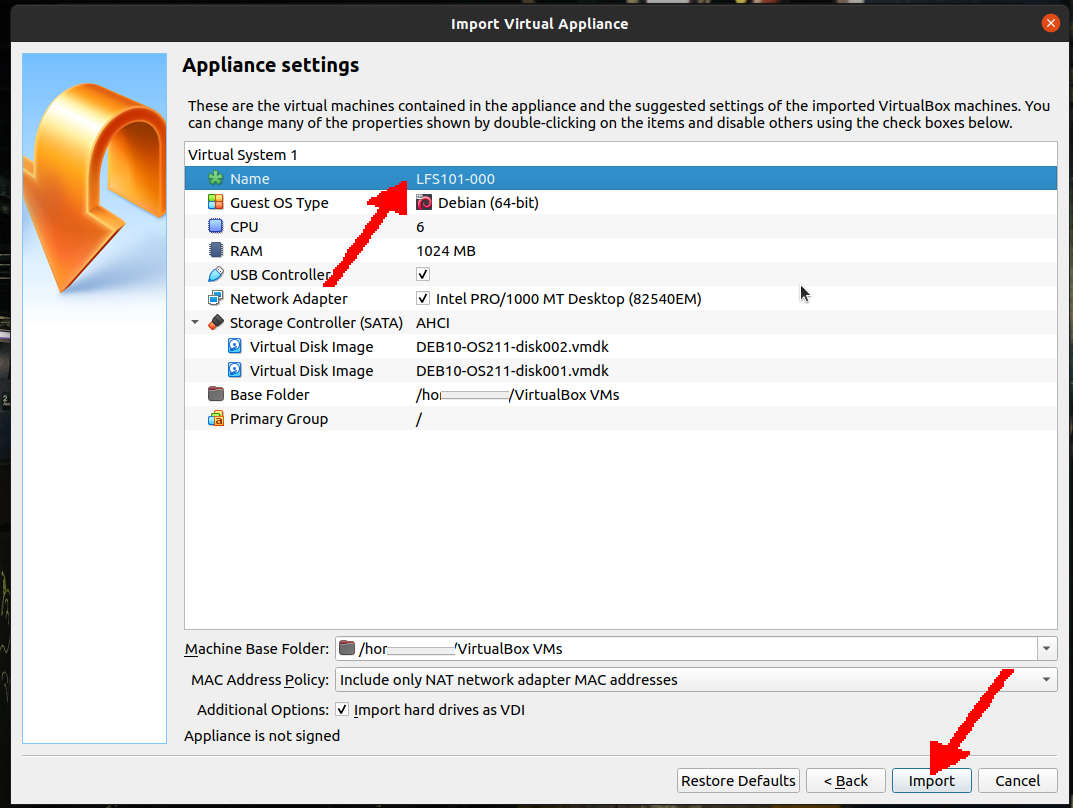 Import Virtual Appliance
Appliance settings
These are the virtual machines contained in the appliance and the suggested settings of the imported VirtualBox machines. You
can change many of the properties shown by double-clicking on the items and disable others using the check boxes below.
Virtual System 1
Name LFS101-000
Guest OS Type Debian (64-bit)
CPU 6
RAM 1024 MB
USB Controller
Network Adapter Intel PRO/1000 MT Desktop (82540EM)
Storage Controller (SATA) AHCI
Virtual Disk Image DEB10-OS211-disk002.vmdk
Virtual Disk Image DEB10-OS211-disk001.vmdk
Base Folder /VirtualBox VMs
Primary Group /
Machine Base Folder: /VirtualBox VMs
MAC Address Policy: Include only NAT network adapter MAC addresses
Additional Options: Import hard drives as VDI
Appliance is not signed
Restore Defaults < Back Import Cancel